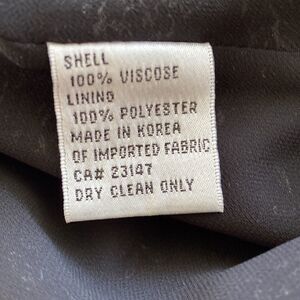 SHELL
100% VISCOSE
LINING
100% POLYESTER
MADE IN KOREA
OF IMPORTED FABRIC
CA# 23147
DRY CLEAN ONLY